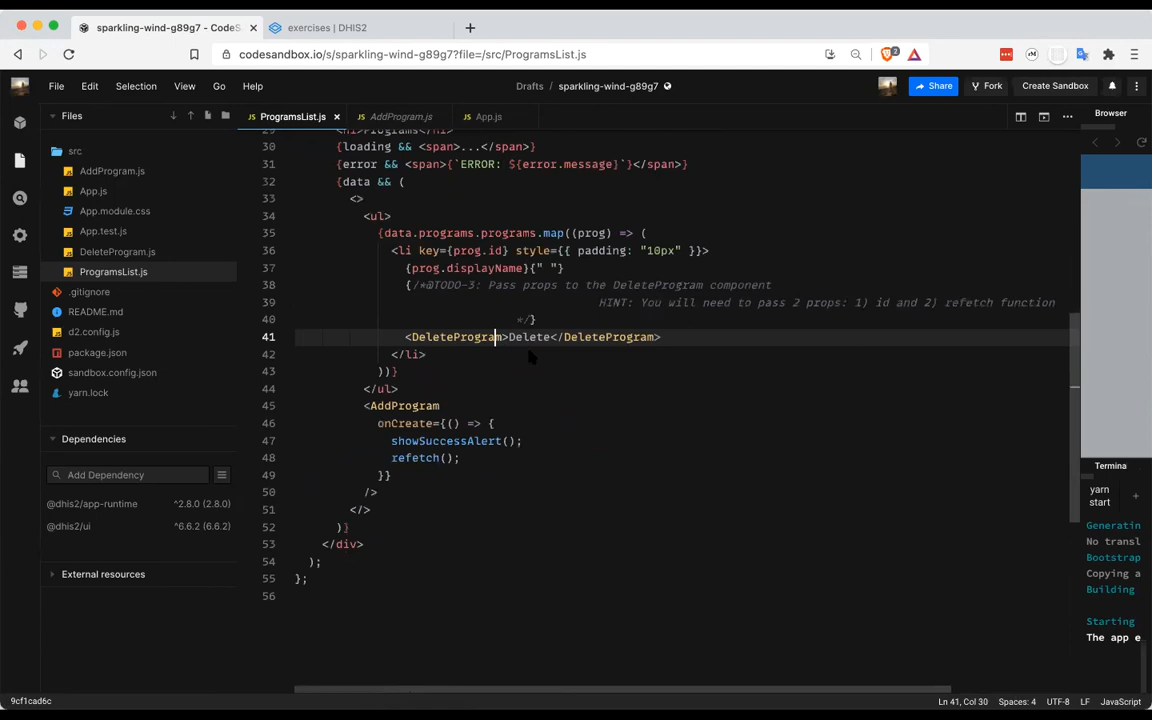 sparkling-wind-g89g7 - CodeS
exercises | DHIS2
codesandbox.io/s/sparkling-wind-g89g7?file=/src/ProgramsList.js
2
File Edit Selection View Go Help
Drafts / sparkling-wind-g89g7
Share
Fork
Create Sandbox
Files
ProgramsList.js
AddProgram.js
App.js
Browser
src
AddProgram.js
App.js
App.module.css
App.test.js
DeleteProgram.js
ProgramsList.js
.gitignore
README.md
d2.config.js
package.json
sandbox.config.json
yarn.lock
Dependencies
Add Dependency
@dhis2/app-runtime ^2.8.0 (2.8.0)
@dhis2/ui ^6.6.2 (6.6.2)
External resources
29 <h1>Programs</h1>
30 {loading && <span>...</span>}
31 {error && <span>{`ERROR: ${error.message}`}</span>}
32 {data && (
33 <>
34 <ul>
35 {data.programs.programs.map((prog) => (
36 <li key={prog.id} style={{ padding: "10px" }}>
37 {prog.displayName}{" "}
38 {/*@TODO-3: Pass props to the DeleteProgram component
39 HINT: You will need to pass 2 props: 1) id and 2) refetch function
40 */}
41 <DeleteProgram>Delete</DeleteProgram>
42 </li>
43 ))}
44 </ul>
45 <AddProgram
46 onCreate={() => {
47 showSuccessAlert();
48 refetch();
49 }}
50 />
51 </>
52 )}
53 </div>
54 );
55 };
56
Termina
yarn start
Generatin
No transl
Bootstrap
Copying a
Building
Starting
The app e
9cf1cad6c
Ln 41, Col 30 Spaces: 4 UTF-8 LF JavaScript